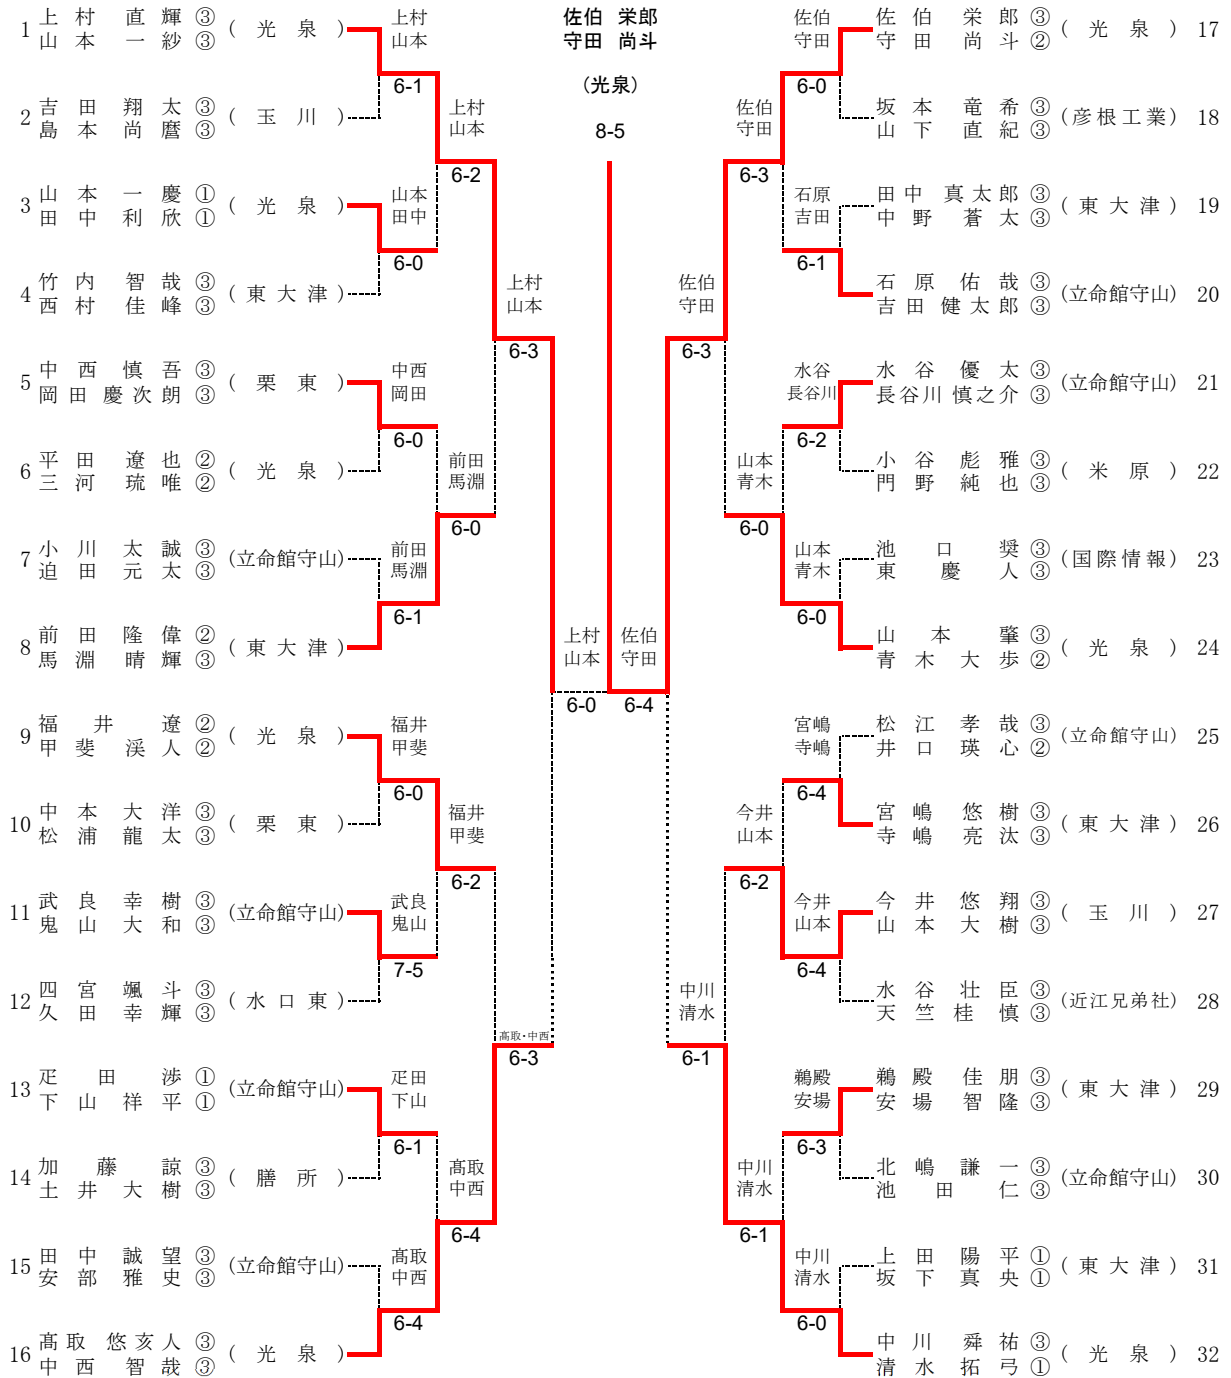 佐伯 栄郎
守田 尚斗
(光泉)
8-5
1 上村 直輝 ③ (光泉)
山本 一紗 ③
2 吉田 翔太 ③ (玉川)
島本 尚麿 ③
3 山本 一慶 ① (光泉)
田中 利欣 ①
4 竹内 智哉 ③ (東大津)
西村 佳峰 ③
5 中西 慎吾 ③ (栗東)
岡田 慶次朗 ③
6 平田 遼也 ② (光泉)
三河 琉唯 ②
7 小川 太誠 ③ (立命館守山)
迫田 元太 ③
8 前田 隆偉 ② (東大津)
馬淵 晴輝 ③
9 福井 遼 ② (光泉)
甲斐 渓人 ②
10 中本 大洋 ③ (栗東)
松浦 龍太 ③
11 武良 幸樹 ③ (立命館守山)
鬼山 大和 ③
12 四宮 颯斗 ③ (水口東)
久田 幸輝 ③
13 疋田 渉 ① (立命館守山)
下山 祥平 ①
14 加藤 諒 ③ (膳所)
土井 大樹 ③
15 田中 誠望 ③ (立命館守山)
安部 雅史 ③
16 髙取 悠亥人 ③ (光泉)
中西 智哉 ③
上村
山本
6-1
山本
田中
6-0
中西
岡田
6-0
前田
馬淵
6-1
福井
甲斐
6-0
武良
鬼山
7-5
疋田
下山
6-1
髙取
中西
6-4
上村
山本
6-2
前田
馬淵
6-0
福井
甲斐
6-2
髙取
中西
6-4
上村
山本
6-3
髙取・中西
6-3
上村
山本
6-0
佐伯
守田
6-4
佐伯
守田
6-3
中川
清水
6-1
佐伯
守田
6-3
山本
青木
6-0
今井
山本
6-2
中川
清水
6-1
佐伯
守田
6-0
石原
吉田
6-1
水谷
長谷川
6-2
山本
青木
6-0
宮嶋
寺嶋
6-4
今井
山本
6-4
鵜殿
安場
6-3
中川
清水
6-0
佐伯 栄郎 ③ (光泉) 17
守田 尚斗 ②
坂本 竜希 ③ (彦根工業) 18
山下 直紀 ③
田中 真太郎 ③ (東大津) 19
中野 蒼太 ③
石原 佑哉 ③ (立命館守山) 20
吉田 健太郎 ③
水谷 優太 ③ (立命館守山) 21
長谷川 慎之介 ③
小谷 彪雅 ③ (米原) 22
門野 純也 ③
池口 奨 ③ (国際情報) 23
東 慶人 ③
山本 肇 ③ (光泉) 24
青木 大歩 ②
松江 孝哉 ③ (立命館守山) 25
井口 瑛心 ②
宮嶋 悠樹 ③ (東大津) 26
寺嶋 亮汰 ③
今井 悠翔 ③ (玉川) 27
山本 大樹 ③
水谷 壮臣 ③ (近江兄弟社) 28
天竺 桂慎 ③
鵜殿 佳朋 ③ (東大津) 29
安場 智隆 ③
北嶋 謙一 ③ (立命館守山) 30
池田 仁 ③
上田 陽平 ① (東大津) 31
坂下 真央 ①
中川 舜祐 ③ (光泉) 32
清水 拓弓 ①